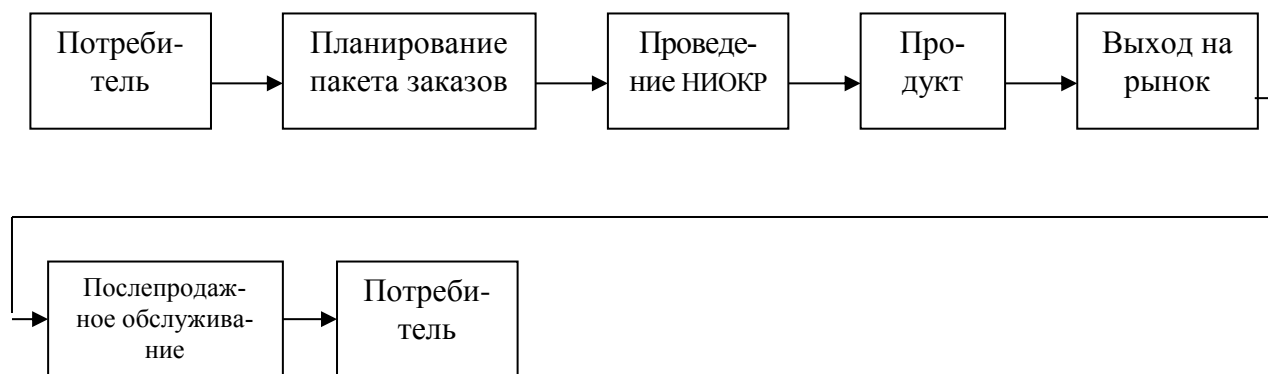 Потреби-
тель
Планирование
пакета заказов
Проведе-
ние НИОКР
Про-
дукт
Выход на
рынок
Послепродаж-
ное обслужива-
ние
Потреби-
тель